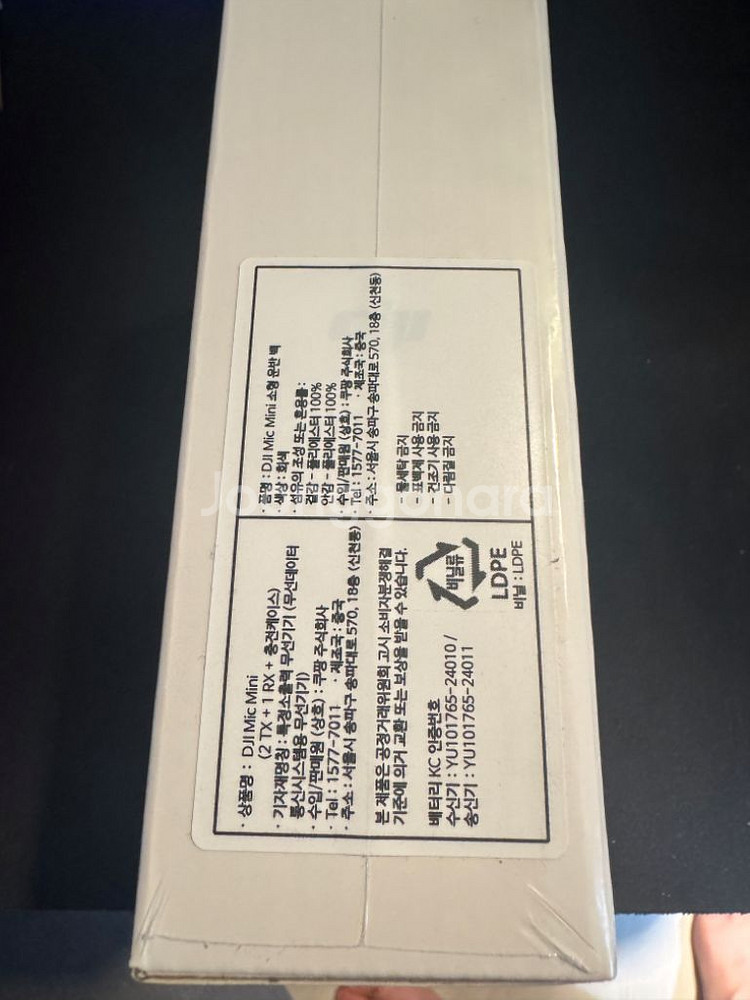 · 상품명 : DJI Mic Mini
(2 TX + 1 RX + 충전케이스)
· 기자재명칭 : 특정소출력 무선기기 (무선데이터
통신시스템용 무선기기)
· 수입/판매원 (상호) : 쿠팡 주식회사
· Tel : 1577-7011 · 제조국 : 중국
· 주소 : 서울시 송파구 송파대로 570, 18층 (신천동)
본 제품은 공정거래위원회 고시 소비자분쟁해결
기준에 의거 교환 또는 보상을 받을 수 있습니다.
배터리 KC 인증번호
수신기 : YU101765-24010 /
송신기 : YU101765-24011
비닐류
LDPE
비닐 : LDPE
· 품명 : DJI Mic Mini 소형 운반 백
색상 : 회색
섬유의 조성 또는 혼용률 :
겉감 - 폴리에스터 100%
안감 - 폴리에스터 100%
수입/판매원 (상호) : 쿠팡 주식회사
Tel : 1577-7011 · 제조국 : 중국
· 주소 : 서울시 송파구 송파대로 570, 18층 (신천동)
- 물세탁 금지
- 표백제 사용 금지
- 건조기 사용 금지
- 다림질 금지
Joonggonara